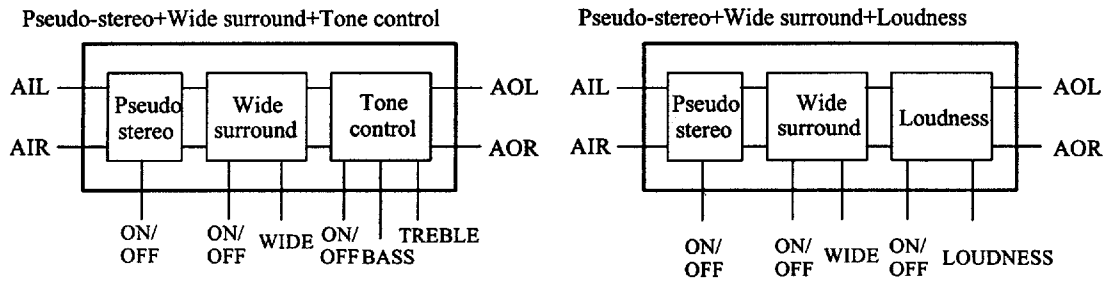 Pseudo-stereo+Wide surround+Tone control
AIL
AIR
Pseudo
stereo
Wide
surround
Tone
control
AOL
AOR
ON/
OFF
ON/
OFF
WIDE
ON/
OFF
BASS
TREBLE
Pseudo-stereo+Wide surround+Loudness
AIL
AIR
Pseudo
stereo
Wide
surround
Loudness
AOL
AOR
ON/
OFF
ON/
OFF
WIDE
ON/
OFF
LOUDNESS